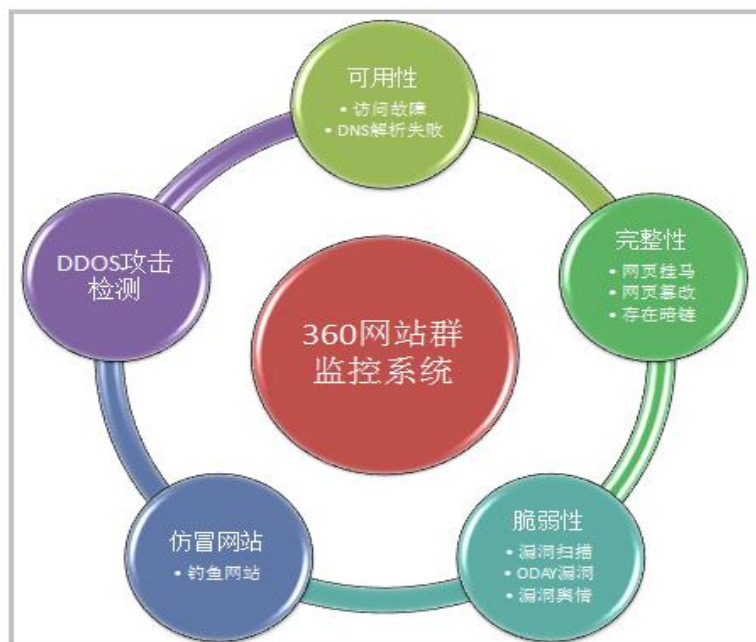 可用性
• 访问故障
• DNS解析失败
DDOS攻击
检测
完整性
• 网页挂马
• 网页篡改
• 存在暗链
360网站群
监控系统
仿冒网站
• 钓鱼网站
脆弱性
• 漏洞扫描
• 0DAY漏洞
• 漏洞舆情